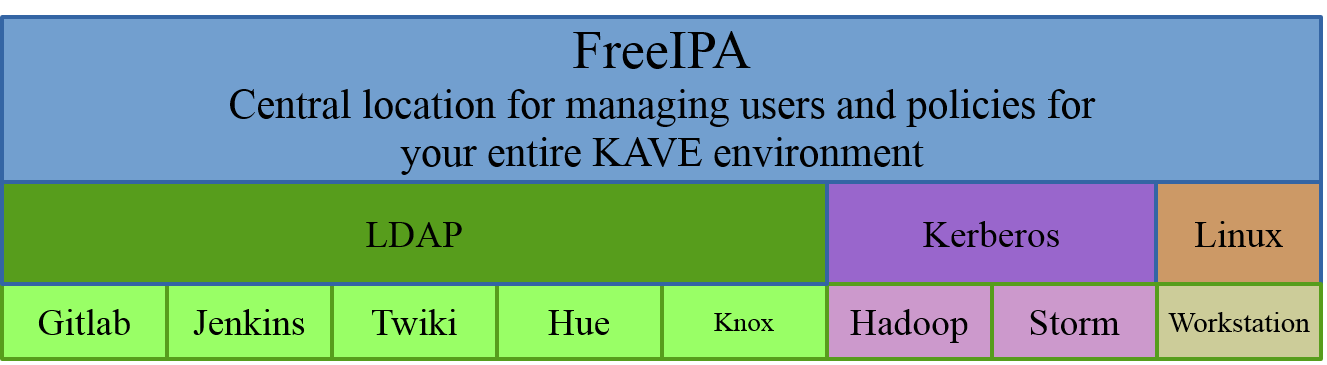 FreeIPA
Central location for managing users and policies for
your entire KAVE environment
LDAP
Kerberos
Linux
Gitlab
Jenkins
Twiki
Hue
Knox
Hadoop
Storm
Workstation